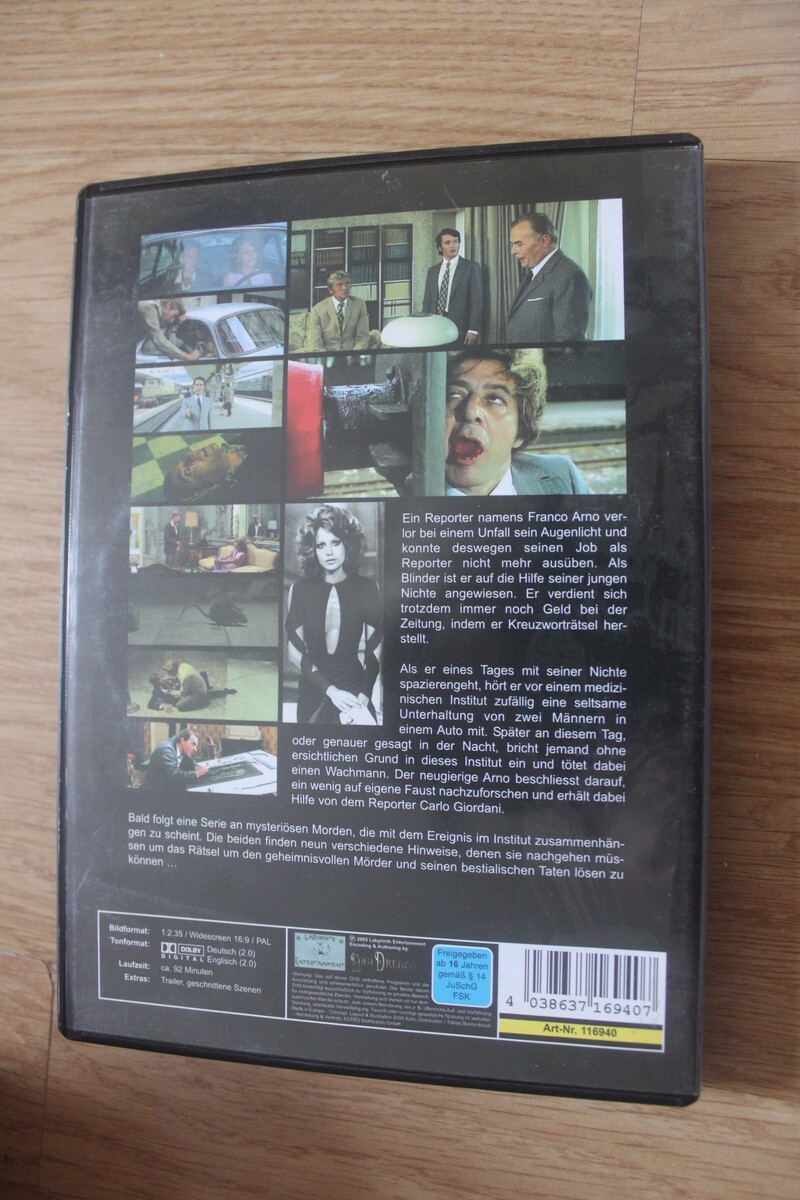 Ein Reporter namens Franco Arno ver-
lor bei einem Unfall sein Augenlicht und
konnte deswegen seinen Job als
Reporter nicht mehr ausüben. Als
Blinder ist er auf die Hilfe seiner jungen
Nichte angewiesen. Er verdient sich
trotzdem immer noch Geld bei der
Zeitung, indem er Kreuzworträtsel her-
stellt.
Als er eines Tages mit seiner Nichte
spazierengeht, hört er vor einem medizi-
nischen Institut zufällig eine seltsame
Unterhaltung von zwei Männern in
einem Auto mit. Später an diesem Tag,
oder genauer gesagt in der Nacht, bricht jemand ohne
ersichtlichen Grund in dieses Institut ein und tötet dabei
einen Wachmann. Der neugierige Arno beschliesst darauf,
ein wenig auf eigene Faust nachzuforschen und erhält dabei
Hilfe von dem Reporter Carlo Giordani.
Bald folgt eine Serie an mysteriösen Morden, die mit dem Ereignis im Institut zusammenhän-
gen zu scheint. Die beiden finden neun verschiedene Hinweise, denen sie nachgehen müs-
sen um das Rätsel um den geheimnisvollen Mörder und seinen bestialischen Taten lösen zu
können ...
Bildformat: 1:2.35 / Widescreen 16:9 / PAL
Tonformat: DOLBY DIGITAL Deutsch (2.0)
Englisch (2.0)
Laufzeit: ca. 92 Minuten
Extras: Trailer, geschnittene Szenen
LABYRINTH ENTERTAINMENT
℗ 2005 Labyrinth Entertainment
Encoding & Authoring by
DIGI DREAMS
Freigegeben
ab 16 Jahren
gemäß § 14
JuSchG
FSK
4 038637 169407
Art-Nr. 116940